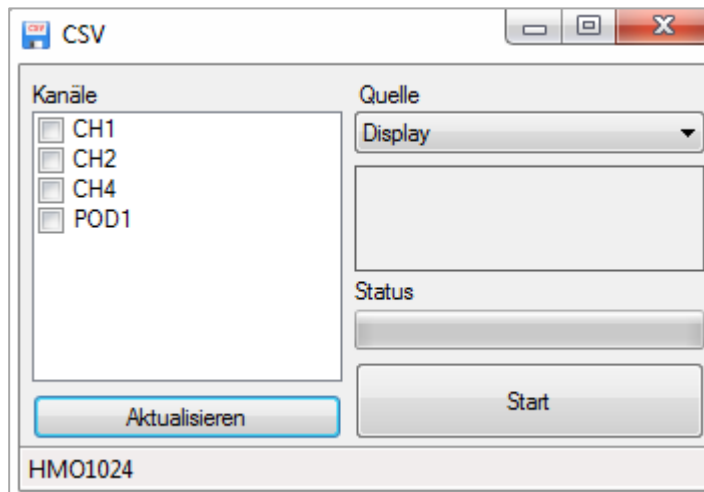 CSV
Kanäle
CH1
CH2
CH4
POD1
Aktualisieren
Quelle
Display
Status
Start
HMO1024